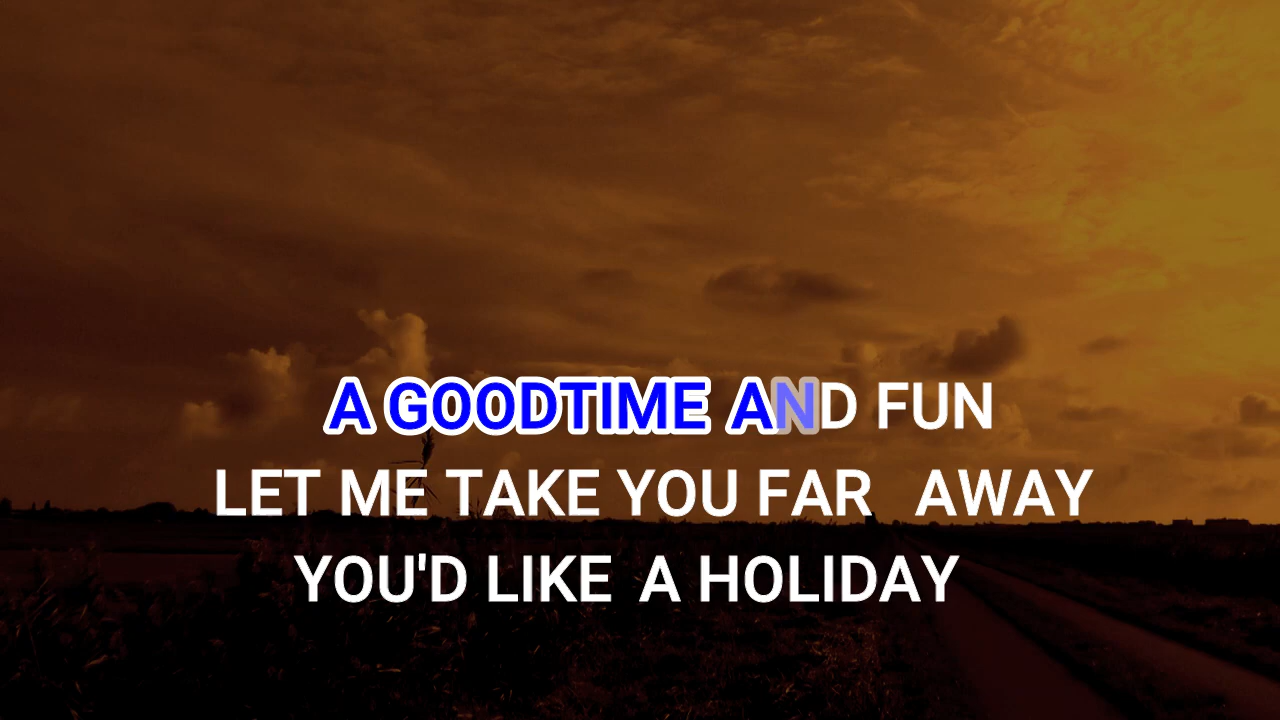 A GOODTIME AND FUN
LET ME TAKE YOU FAR AWAY
YOU'D LIKE A HOLIDAY